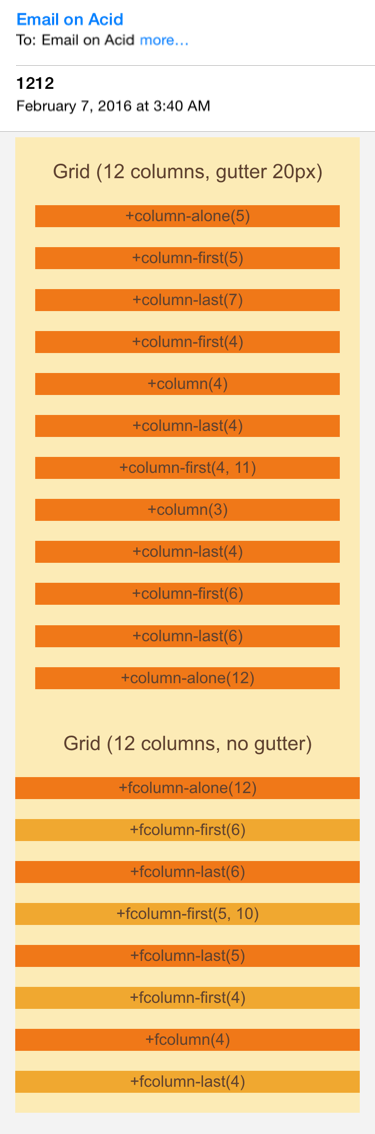 Email on Acid
To: Email on Acid more...
1212
February 7, 2016 at 3:40 AM
Grid (12 columns, gutter 20px)
+column-alone(5)
+column-first(5)
+column-last(7)
+column-first(4)
+column(4)
+column-last(4)
+column-first(4, 11)
+column(3)
+column-last(4)
+column-first(6)
+column-last(6)
+column-alone(12)
Grid (12 columns, no gutter)
+fcolumn-alone(12)
+fcolumn-first(6)
+fcolumn-last(6)
+fcolumn-first(5, 10)
+fcolumn-last(5)
+fcolumn-first(4)
+fcolumn(4)
+fcolumn-last(4)